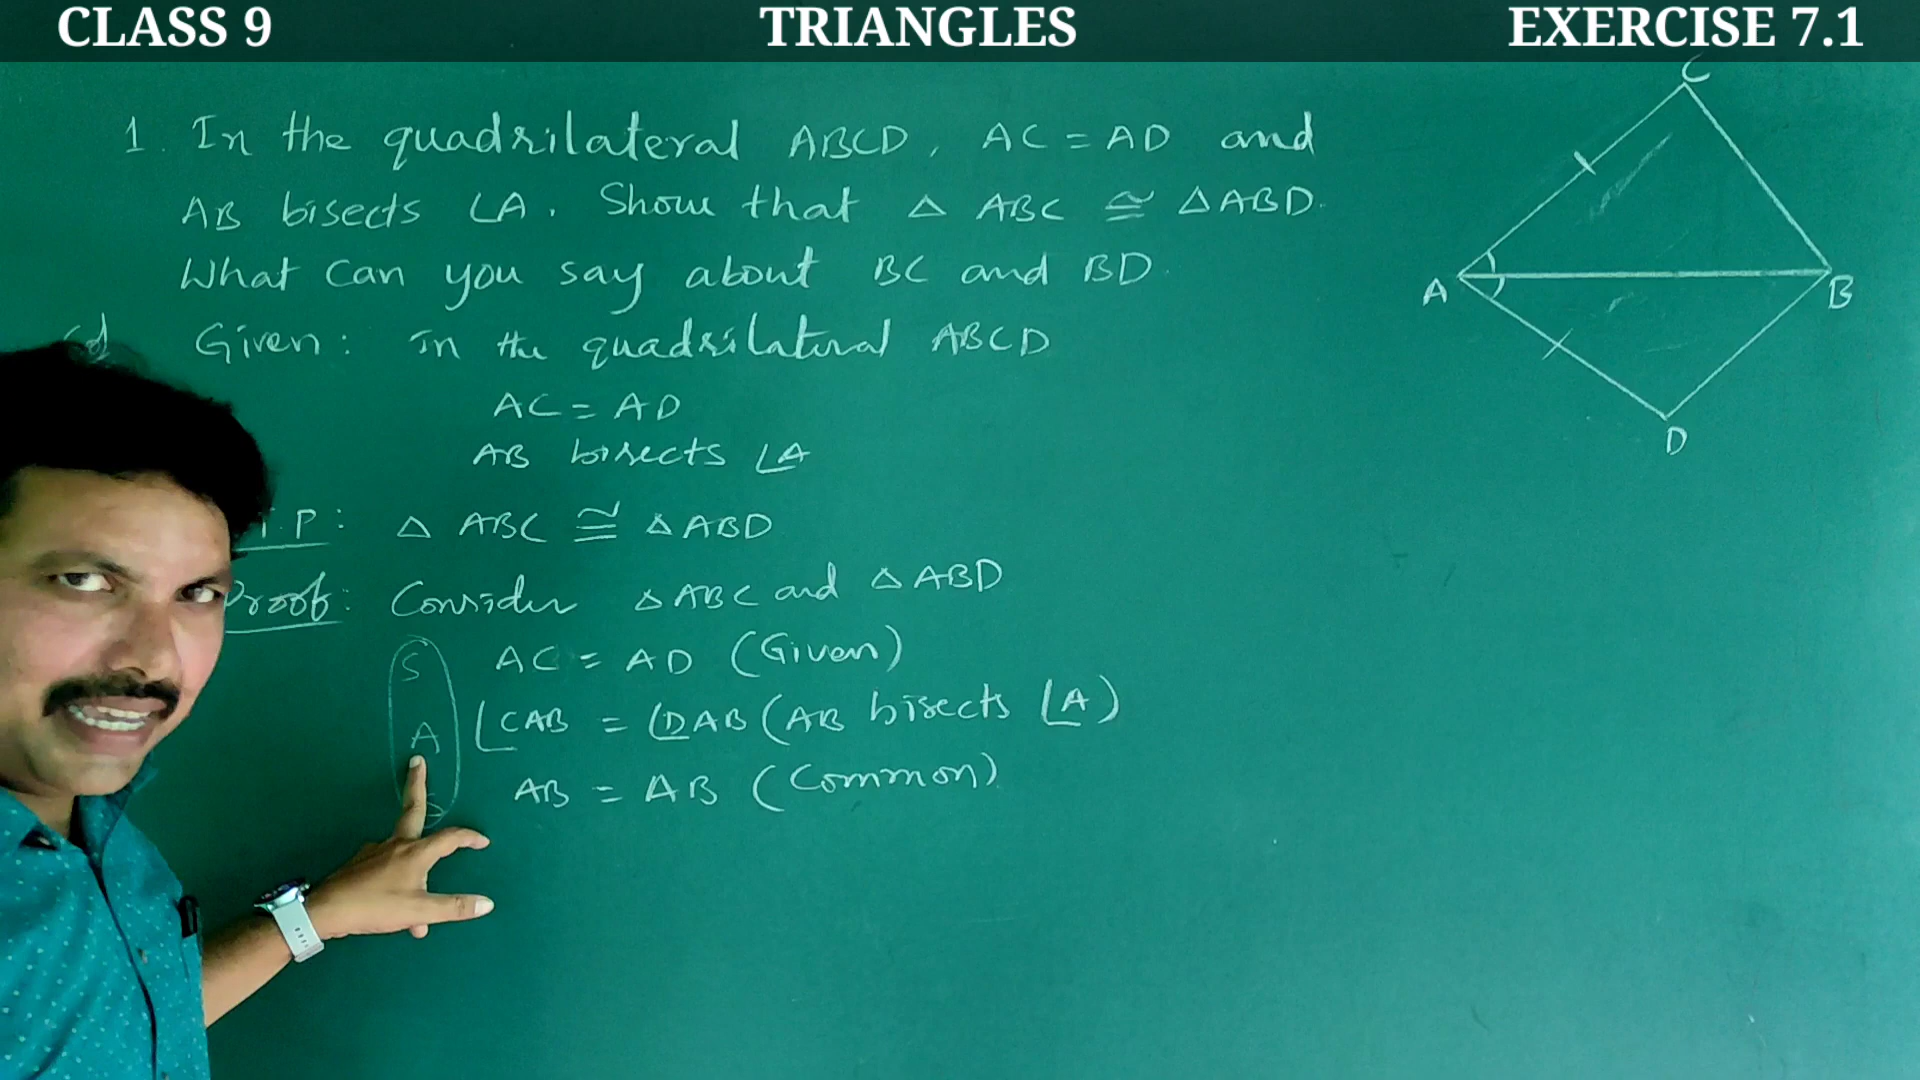 CLASS 9 TRIANGLES EXERCISE 7.1
1. In the quadrilateral ABCD, AC = AD and
AB bisects ∠A. Show that △ ABC ≅ △ABD.
What can you say about BC and BD.
Given: in the quadrilateral ABCD
AC = AD
AB bisects ∠A
T.P: △ ABC ≅ △ABD
Proof: Consider △ABC and △ABD
S AC = AD (Given)
A ∠CAB = ∠DAB (AB bisects ∠A)
S AB = AB (Common)
C
A
B
D